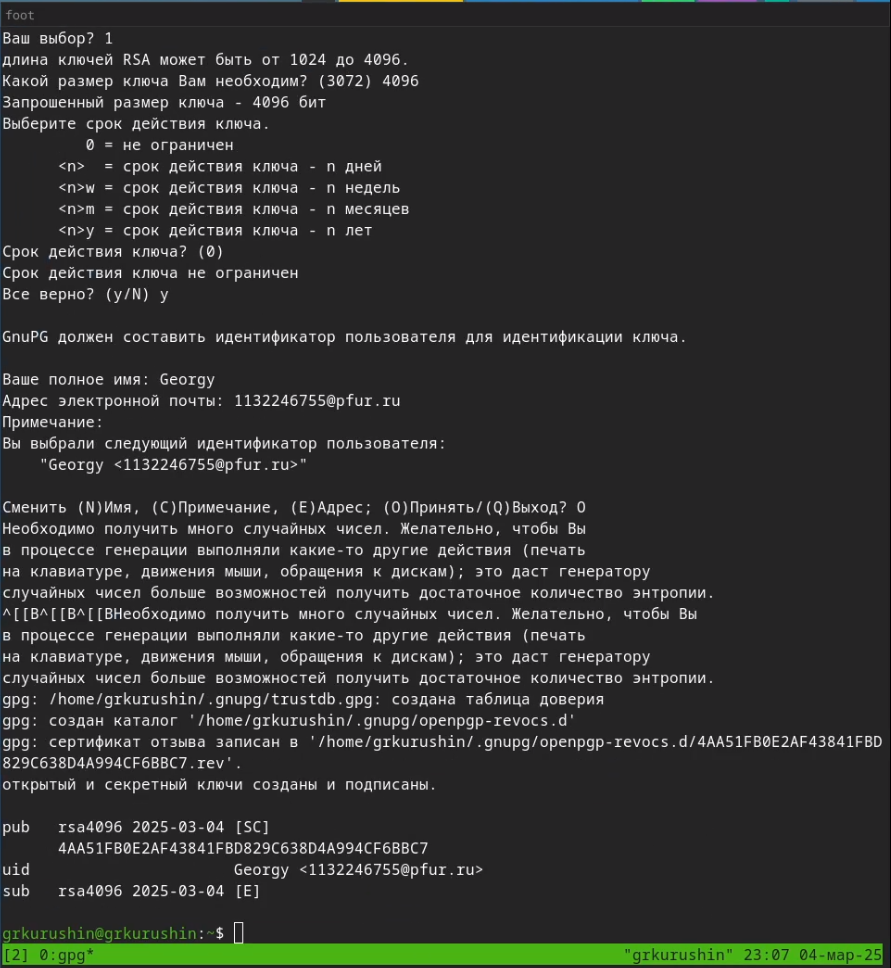 foot
Ваш выбор? 1
длина ключей RSA может быть от 1024 до 4096.
Какой размер ключа Вам необходим? (3072) 4096
Запрошенный размер ключа - 4096 бит
Выберите срок действия ключа.
         0 = не ограничен
      <n>  = срок действия ключа - n дней
      <n>w = срок действия ключа - n недель
      <n>m = срок действия ключа - n месяцев
      <n>y = срок действия ключа - n лет
Срок действия ключа? (0)
Срок действия ключа не ограничен
Все верно? (y/N) y
GnuPG должен составить идентификатор пользователя для идентификации ключа.
Ваше полное имя: Georgy
Адрес электронной почты: 1132246755@pfur.ru
Примечание:
Вы выбрали следующий идентификатор пользователя:
    "Georgy <1132246755@pfur.ru>"
Сменить (N)Имя, (C)Примечание, (E)Адрес; (O)Принять/(Q)Выход? O
Необходимо получить много случайных чисел. Желательно, чтобы Вы
в процессе генерации выполняли какие-то другие действия (печать
на клавиатуре, движения мыши, обращения к дискам); это даст генератору
случайных чисел больше возможностей получить достаточное количество энтропии.
^[[B^[[B^[[BНеобходимо получить много случайных чисел. Желательно, чтобы Вы
в процессе генерации выполняли какие-то другие действия (печать
на клавиатуре, движения мыши, обращения к дискам); это даст генератору
случайных чисел больше возможностей получить достаточное количество энтропии.
gpg: /home/grkurushin/.gnupg/trustdb.gpg: создана таблица доверия
gpg: создан каталог '/home/grkurushin/.gnupg/openpgp-revocs.d'
gpg: сертификат отзыва записан в '/home/grkurushin/.gnupg/openpgp-revocs.d/4AA51FB0E2AF43841FBD
829C638D4A994CF6BBC7.rev'.
открытый и секретный ключи созданы и подписаны.
pub   rsa4096 2025-03-04 [SC]
      4AA51FB0E2AF43841FBD829C638D4A994CF6BBC7
uid                      Georgy <1132246755@pfur.ru>
sub   rsa4096 2025-03-04 [E]
grkurushin@grkurushin:~$
[2] 0:gpg* "grkurushin" 23:07 04-мар-25